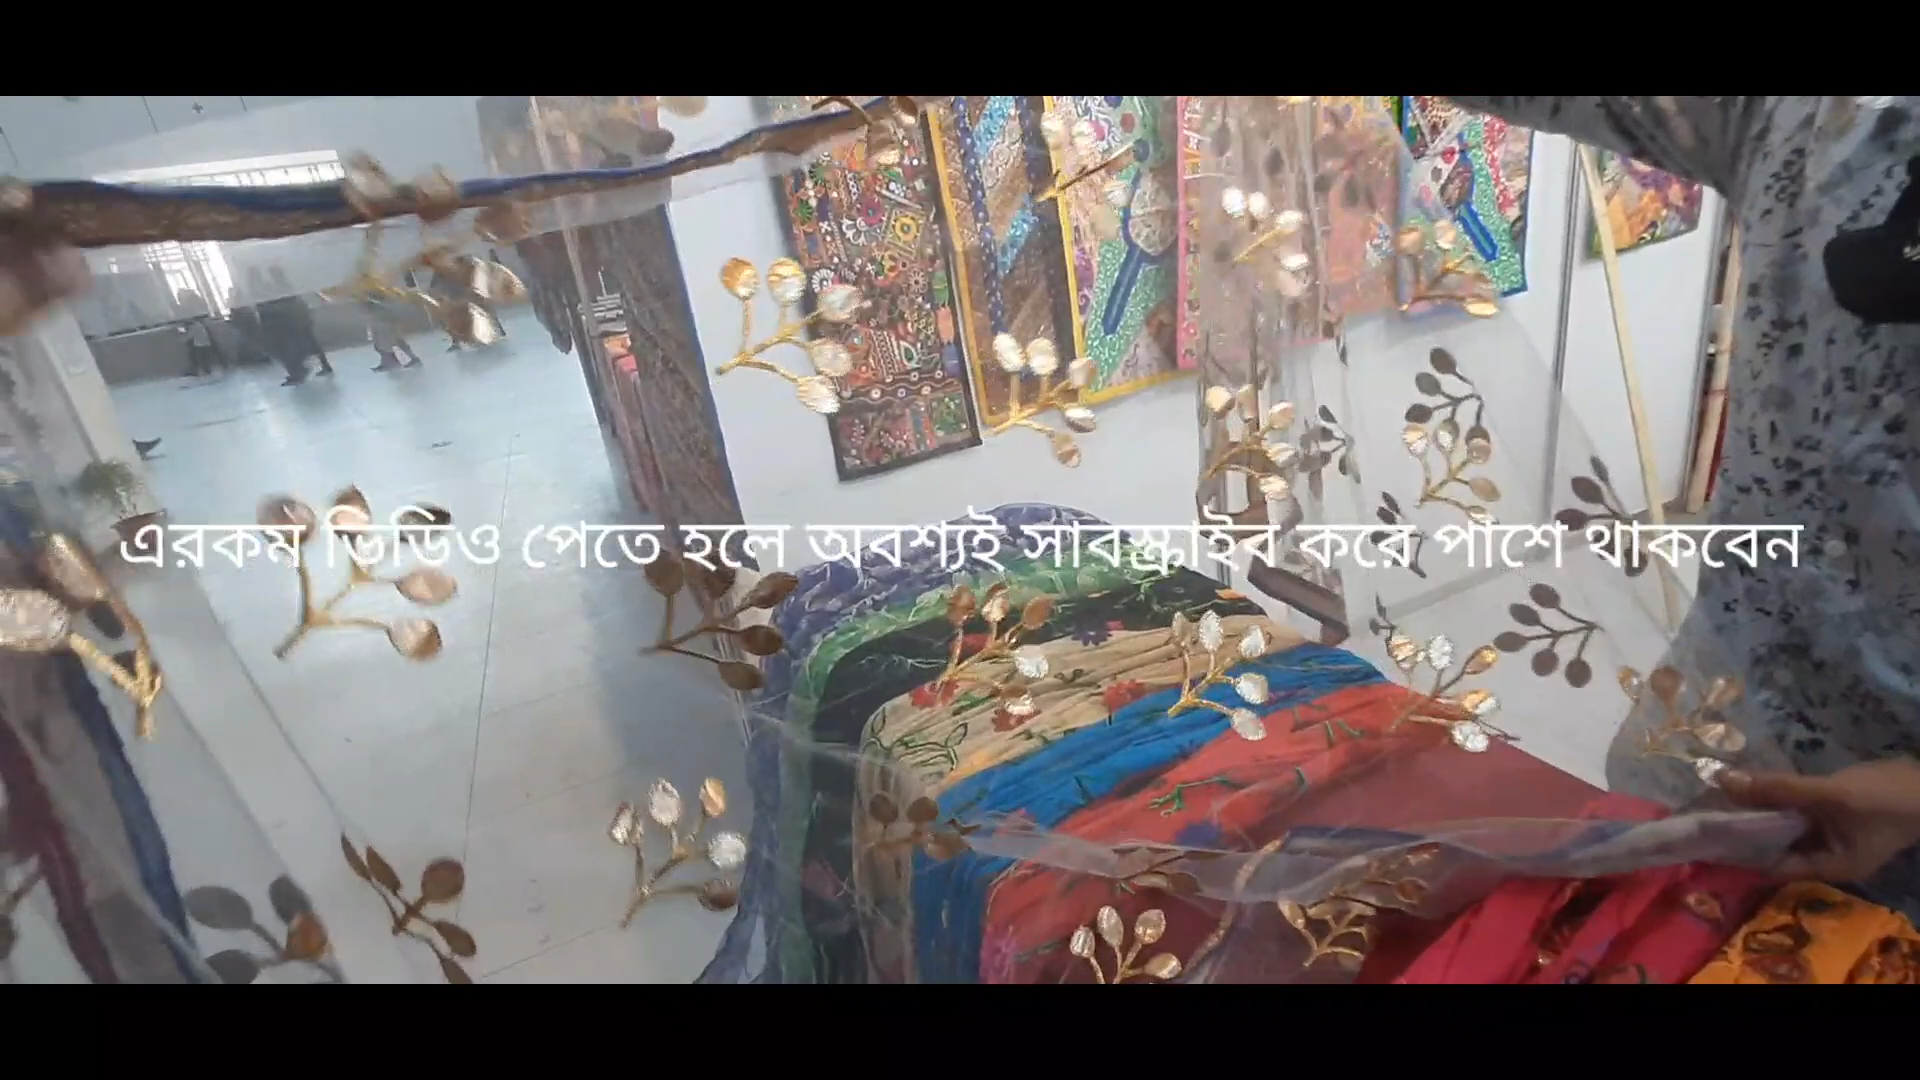 এরকম ভিডিও পেতে হলে অবশ্যই সাবস্ক্রাইব করে পাশে থাকবেন